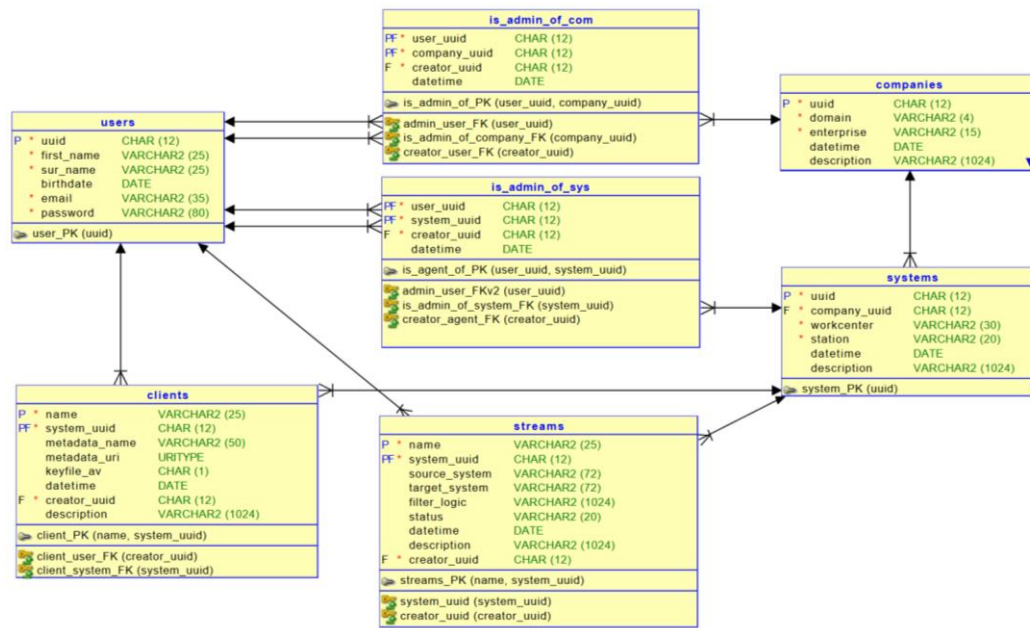 is_admin_of_com
PF * user_uuid CHAR (12)
PF * company_uuid CHAR (12)
F * creator_uuid CHAR (12)
datetime DATE
is_admin_of_PK (user_uuid, company_uuid)
admin_user_FK (user_uuid)
is_admin_of_company_FK (company_uuid)
creator_user_FK (creator_uuid)
companies
P * uuid CHAR (12)
* domain VARCHAR2 (4)
* enterprise VARCHAR2 (15)
datetime DATE
description VARCHAR2 (1024)
users
P * uuid CHAR (12)
* first_name VARCHAR2 (25)
* sur_name VARCHAR2 (25)
birthdate DATE
* email VARCHAR2 (35)
* password VARCHAR2 (80)
user_PK (uuid)
is_admin_of_sys
PF * user_uuid CHAR (12)
PF * system_uuid CHAR (12)
F * creator_uuid CHAR (12)
datetime DATE
is_agent_of_PK (user_uuid, system_uuid)
admin_user_FKv2 (user_uuid)
is_admin_of_system_FK (system_uuid)
creator_agent_FK (creator_uuid)
systems
P * uuid CHAR (12)
F * company_uuid CHAR (12)
* workcenter VARCHAR2 (30)
* station VARCHAR2 (20)
datetime DATE
description VARCHAR2 (1024)
system_PK (uuid)
clients
P * name VARCHAR2 (25)
PF * system_uuid CHAR (12)
metadata_name VARCHAR2 (50)
metadata_uri URITYPE
keyfile_av CHAR (1)
datetime DATE
F * creator_uuid CHAR (12)
description VARCHAR2 (1024)
client_PK (name, system_uuid)
client_user_FK (creator_uuid)
client_system_FK (system_uuid)
streams
P * name VARCHAR2 (25)
PF * system_uuid CHAR (12)
source_system VARCHAR2 (72)
target_system VARCHAR2 (72)
filter_logic VARCHAR2 (1024)
status VARCHAR2 (20)
datetime DATE
description VARCHAR2 (1024)
F * creator_uuid CHAR (12)
streams_PK (name, system_uuid)
system_uuid (system_uuid)
creator_uuid (creator_uuid)